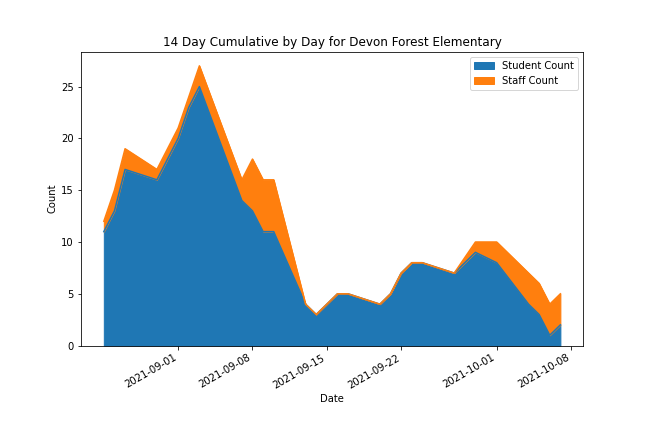 14 Day Cumulative by Day for Devon Forest Elementary
Student Count
Staff Count
Count
25
20
15
10
5
0
2021-09-01
2021-09-08
2021-09-15
2021-09-22
2021-10-01
2021-10-08
Date